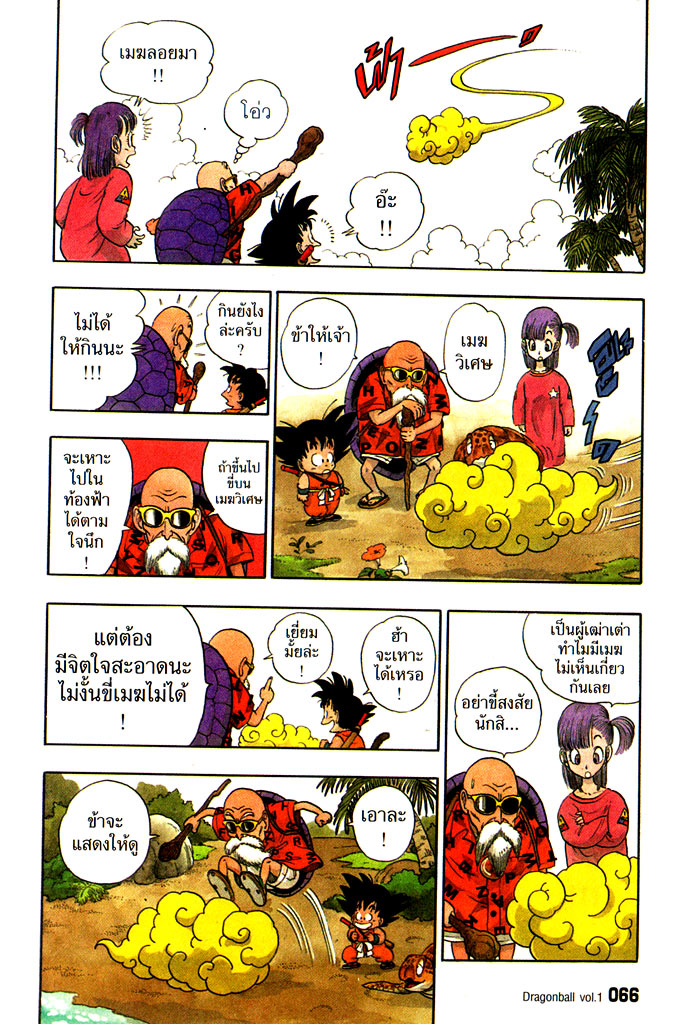 เมฆลอยมา
!!
โอ่ว
อ๊ะ
!!
เมฆ
วิเศษ
ข้าให้เจ้า
!
กินยังไง
ล่ะครับ
?
ไม่ได้
ให้กินนะ
!!!
ถ้าขึ้นไป
ขี่บน
เมฆวิเศษ
จะเหาะ
ไปใน
ท้องฟ้า
ได้ตาม
ใจนึก
!
เป็นผู้เฒ่าเต่า
ทำไมมีเมฆ
ไม่เห็นเกี่ยว
กันเลย
อย่าขี้สงสัย
นักสิ...
ฮ้า
จะเหาะ
ได้เหรอ
!
เยี่ยม
มั้ยล่ะ
!
แต่ต้อง
มีจิตใจสะอาดนะ
ไม่งั้นขี่เมฆไม่ได้
!
เอาละ
!
ข้าจะ
แสดงให้ดู
Dragonball vol.1 066